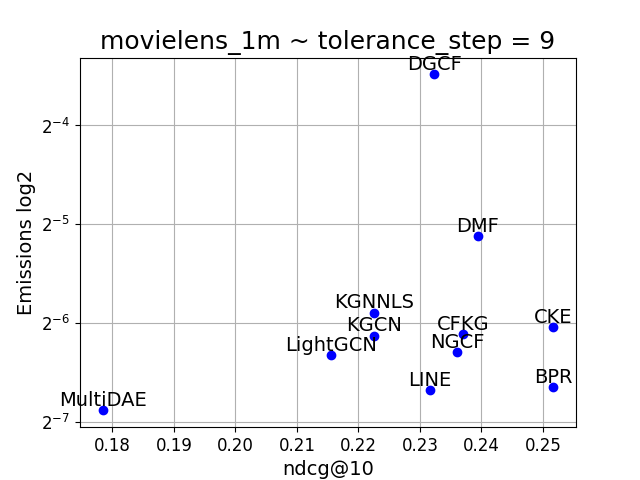 movielens_1m ~ tolerance_step = 9
DGCF
2⁻⁴
DMF
2⁻⁵
KGNNLS
KGCN
CFKG
CKE
2⁻⁶
LightGCN
NGCF
LINE
BPR
MultiDAE
2⁻⁷
Emissions log2
0.18 0.19 0.20 0.21 0.22 0.23 0.24 0.25
ndcg@10